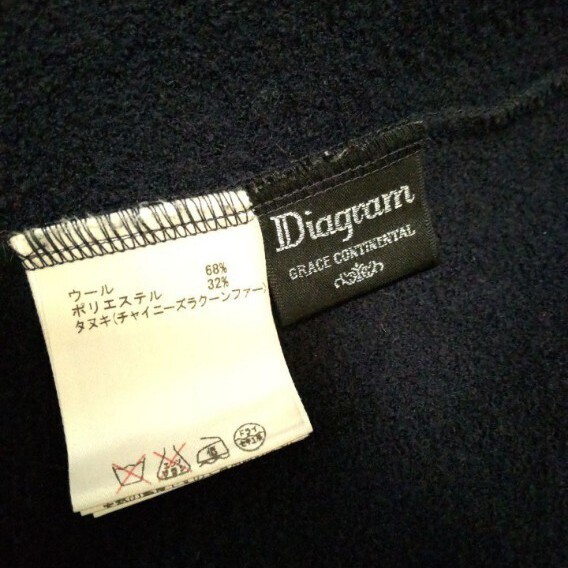 Diagram
GRACE CONTINENTAL
ウール 68%
ポリエステル 32%
タヌキ(チャイニーズラクーンファー)